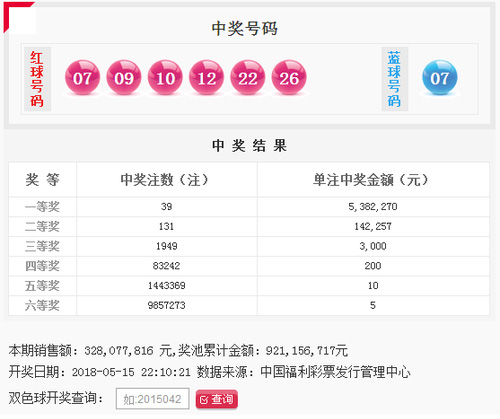 中奖号码
红球号码 07 09 10 12 22 26 蓝球号码 07
中 奖 结 果
奖 等 中奖注数（注） 单注中奖金额（元）
一等奖 39 5,382,270
二等奖 131 142,257
三等奖 1949 3,000
四等奖 83242 200
五等奖 1443369 10
六等奖 9857273 5
本期销售额：328,077,816 元,奖池累计金额：921,156,717元
开奖日期：2018-05-15 22:10:21 数据来源：中国福利彩票发行管理中心
双色球开奖查询： 如:2015042 查询